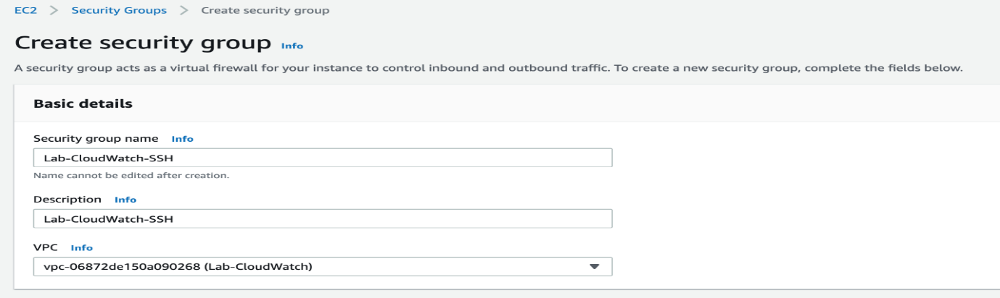 EC2 > Security Groups > Create security group
Create security group Info
A security group acts as a virtual firewall for your instance to control inbound and outbound traffic. To create a new security group, complete the fields below.
Basic details
Security group name Info
Lab-CloudWatch-SSH
Name cannot be edited after creation.
Description Info
Lab-CloudWatch-SSH
VPC Info
vpc-06872de150a090268 (Lab-CloudWatch)